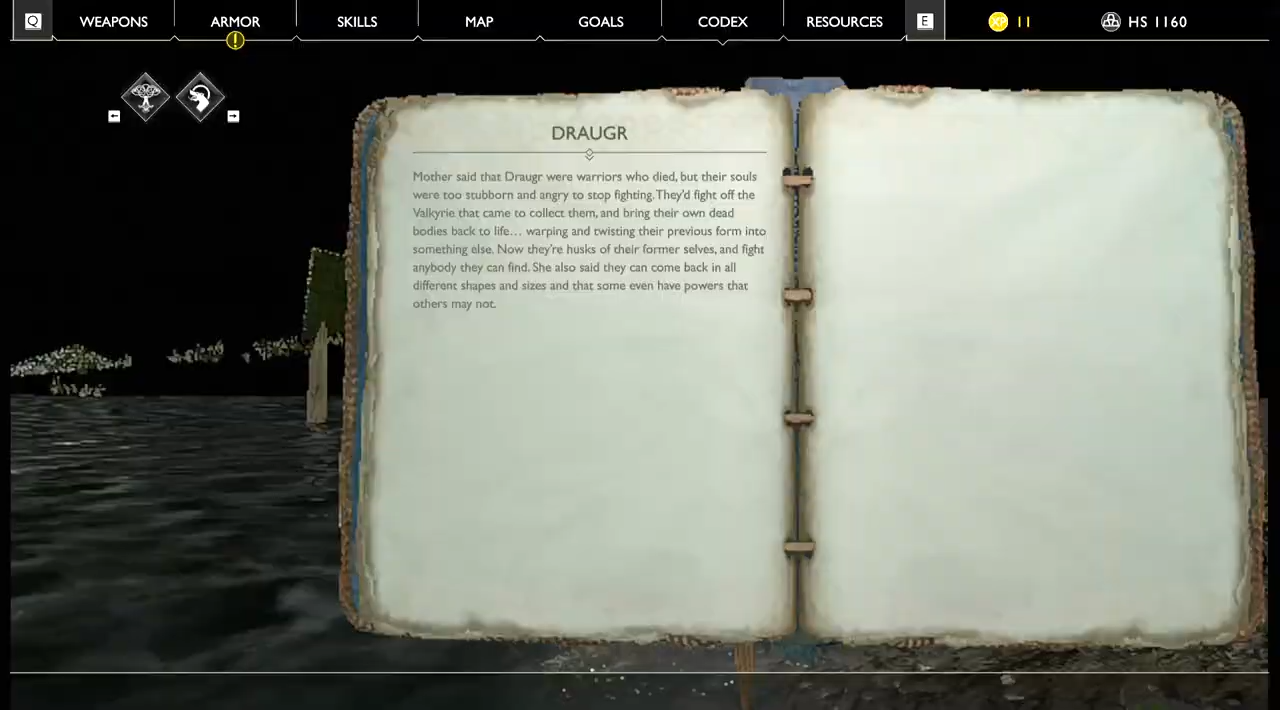 Q WEAPONS ARMOR SKILLS MAP GOALS CODEX RESOURCES E XP 11 HS 1160
!
DRAUGR
Mother said that Draugr were warriors who died, but their souls
were too stubborn and angry to stop fighting. They'd fight off the
Valkyrie that came to collect them, and bring their own dead
bodies back to life... warping and twisting their previous form into
something else. Now they're husks of their former selves, and fight
anybody they can find. She also said they can come back in all
different shapes and sizes and that some even have powers that
others may not.